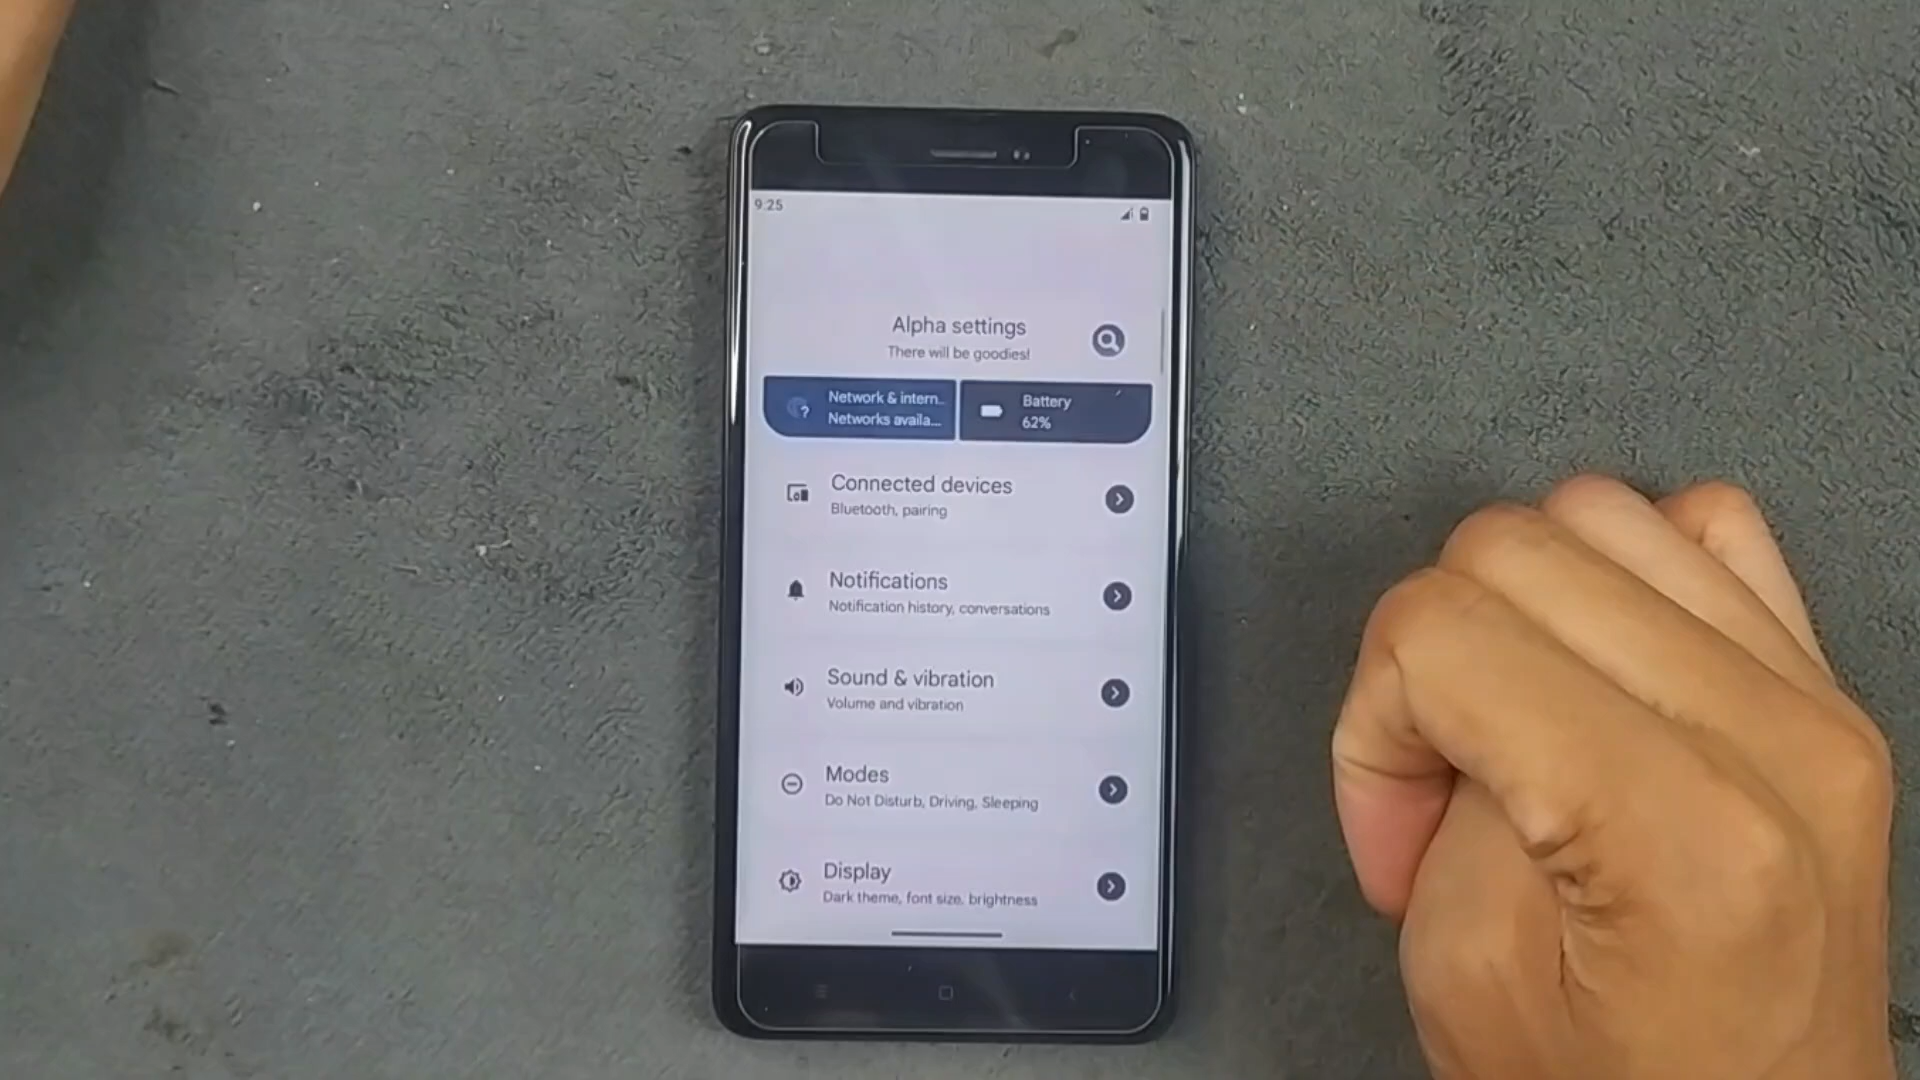 9:25
Alpha settings
There will be goodies!
Network & intern..
Networks availa...
Battery
62%
Connected devices
Bluetooth, pairing
Notifications
Notification history, conversations
Sound & vibration
Volume and vibration
Modes
Do Not Disturb, Driving, Sleeping
Display
Dark theme, font size, brightness